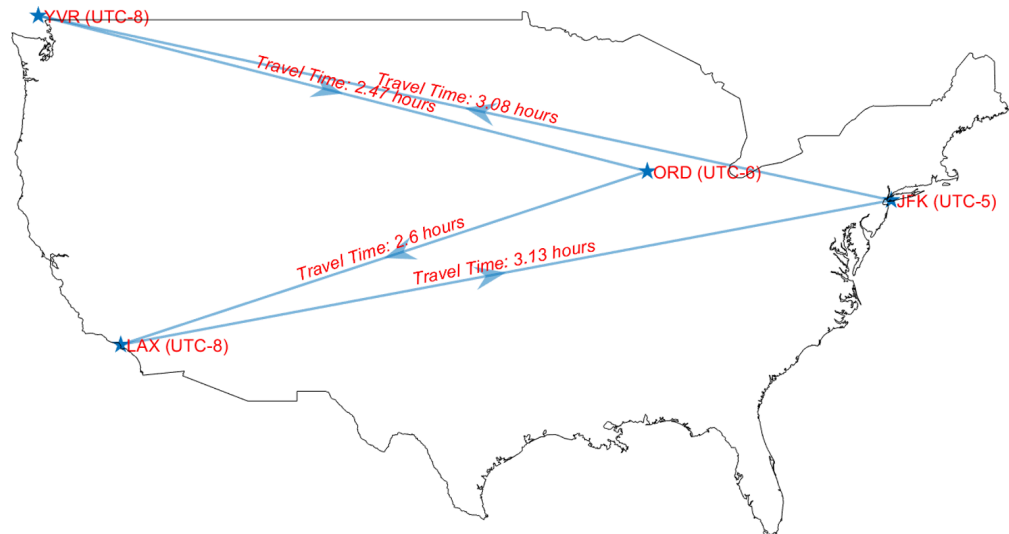 YVR (UTC-8)
Travel Time: 2.47 hours
Travel Time: 3.08 hours
ORD (UTC-6)
JFK (UTC-5)
Travel Time: 2.6 hours
Travel Time: 3.13 hours
LAX (UTC-8)